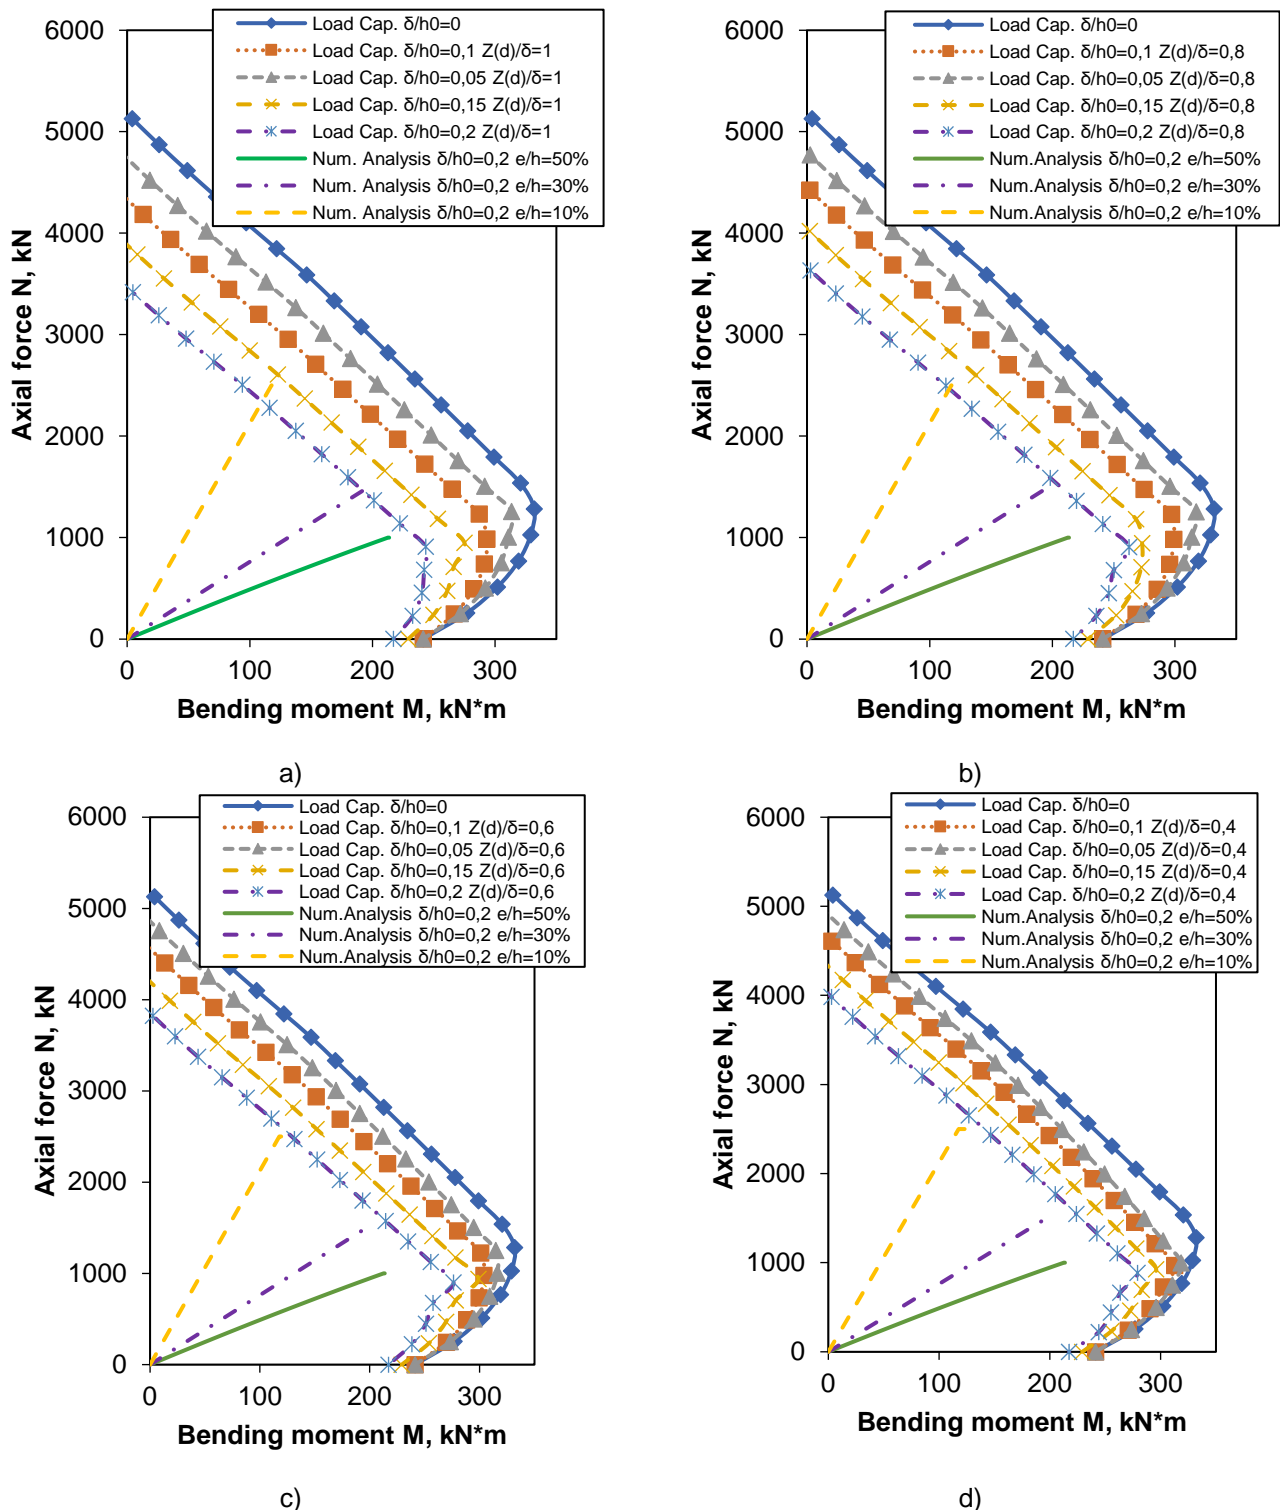 Load Cap. δ/h0=0
Load Cap. δ/h0=0,1 Z(d)/δ=1
Load Cap. δ/h0=0,05 Z(d)/δ=1
Load Cap. δ/h0=0,15 Z(d)/δ=1
Load Cap. δ/h0=0,2 Z(d)/δ=1
Num. Analysis δ/h0=0,2 e/h=50%
Num. Analysis δ/h0=0,2 e/h=30%
Num. Analysis δ/h0=0,2 e/h=10%
6000
5000
4000
3000
2000
1000
0
Axial force N, kN
0 100 200 300
Bending moment M, kN*m
a)
Load Cap. δ/h0=0
Load Cap. δ/h0=0,1 Z(d)/δ=0,8
Load Cap. δ/h0=0,05 Z(d)/δ=0,8
Load Cap. δ/h0=0,15 Z(d)/δ=0,8
Load Cap. δ/h0=0,2 Z(d)/δ=0,8
Num. Analysis δ/h0=0,2 e/h=50%
Num. Analysis δ/h0=0,2 e/h=30%
Num. Analysis δ/h0=0,2 e/h=10%
6000
5000
4000
3000
2000
1000
0
Axial force N, kN
0 100 200 300
Bending moment M, kN*m
b)
Load Cap. δ/h0=0
Load Cap. δ/h0=0,1 Z(d)/δ=0,6
Load Cap. δ/h0=0,05 Z(d)/δ=0,6
Load Cap. δ/h0=0,15 Z(d)/δ=0,6
Load Cap. δ/h0=0,2 Z(d)/δ=0,6
Num.Analysis δ/h0=0,2 e/h=50%
Num.Analysis δ/h0=0,2 e/h=30%
Num.Analysis δ/h0=0,2 e/h=10%
6000
5000
4000
3000
2000
1000
0
Axial force N, kN
0 100 200 300
Bending moment M, kN*m
c)
Load Cap. δ/h0=0
Load Cap. δ/h0=0,1 Z(d)/δ=0,4
Load Cap. δ/h0=0,05 Z(d)/δ=0,4
Load Cap. δ/h0=0,15 Z(d)/δ=0,4
Load Cap. δ/h0=0,2 Z(d)/δ=0,4
Num.Analysis δ/h0=0,2 e/h=50%
Num.Analysis δ/h0=0,2 e/h=30%
Num.Analysis δ/h0=0,2 e/h=10%
6000
5000
4000
3000
2000
1000
0
Axial force N, kN
0 100 200 300
Bending moment M, kN*m
d)